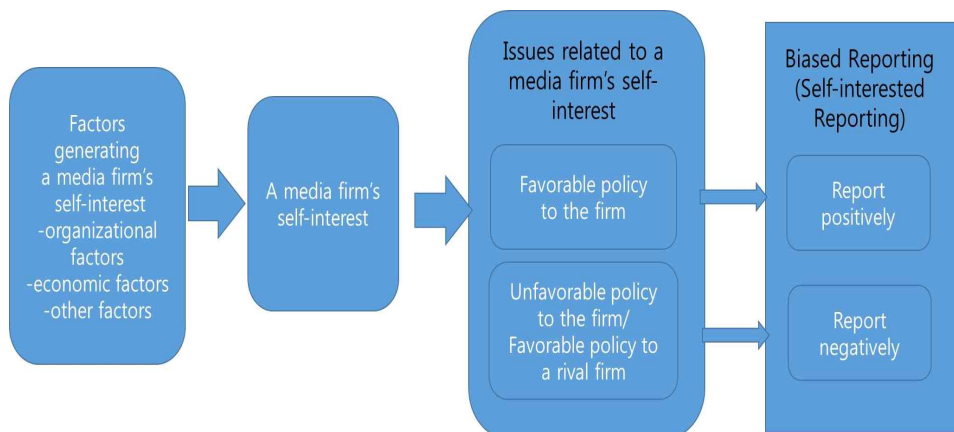 Factors
generating
a media firm's
self-interest
-organizational
factors
-economic factors
-other factors
A media firm's
self-interest
Issues related to a
media firm's self-
interest
Favorable policy
to the firm
Unfavorable policy
to the firm/
Favorable policy to
a rival firm
Biased Reporting
(Self-interested
Reporting)
Report
positively
Report
negatively